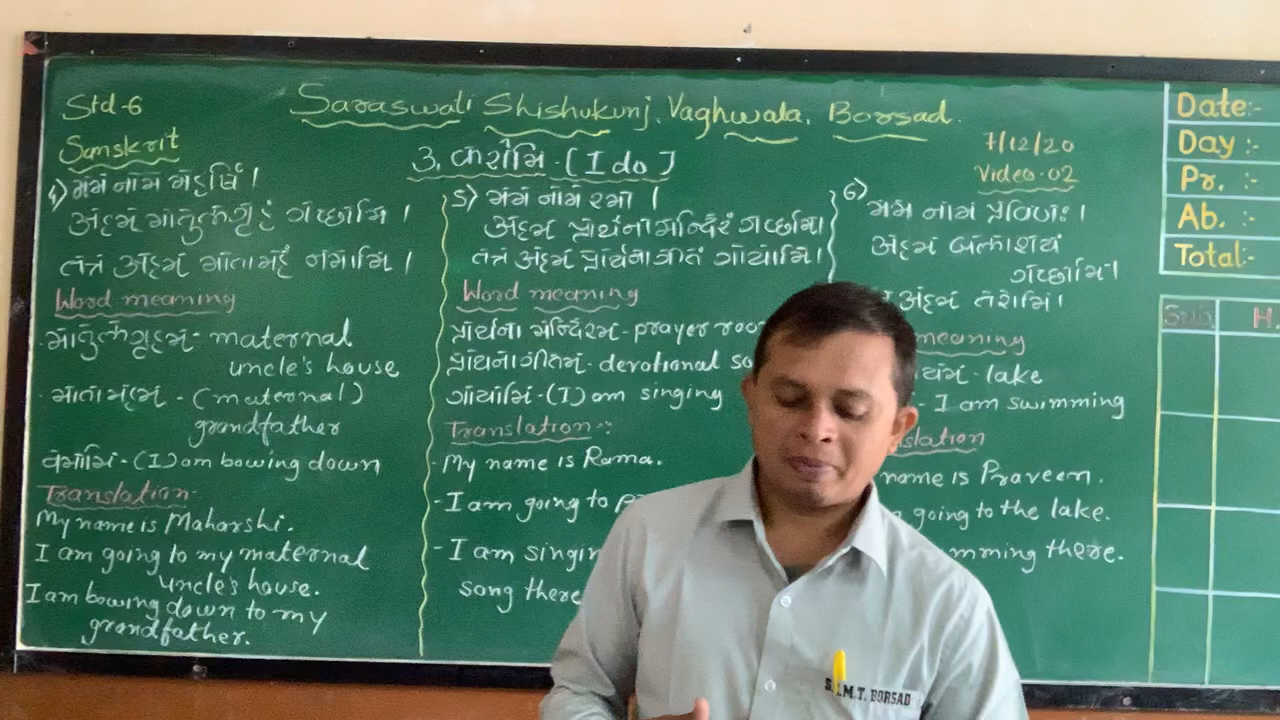 Std-6
Saraswati Shishukunj, Vaghwala, Borsad.
Sanskrit
3. करोमि - (I do)
7/12/20
Video-02
४) मम नाम महर्षि ।
अहम् मातुलगृहं गच्छामि ।
तत्र अहम् मातामहं नमामि ।
Word meaning
मातुलगृहम् - maternal
uncle's house
मातामहम् - (maternal)
grandfather
नमामि - (I) am bowing down
Translation
My name is Maharshi.
I am going to my maternal
uncle's house.
I am bowing down to my
grandfather.
५) मम नाम रमा ।
अहम् प्रार्थनामन्दिरं गच्छामि ।
तत्र अहम् प्रार्थनागीतं गायामि ।
Word meaning
प्रार्थना मन्दिरम् - prayer roo
प्रार्थनागीतम् - devotional so
गायामि - (I) am singing
Translation :-
- My name is Rama.
- I am going to
- I am singin
song there
६)
मम नाम प्रविणः ।
अहम्
गच्छामि ।
अहम् तरामि ।
meaning
- lake
- I am swimming
slation
name is Praveen.
going to the lake.
mming there.
Date:-
Day :-
Pr. :-
Ab. :-
Total:-
Sub
H
S. .M.T. BORSAD